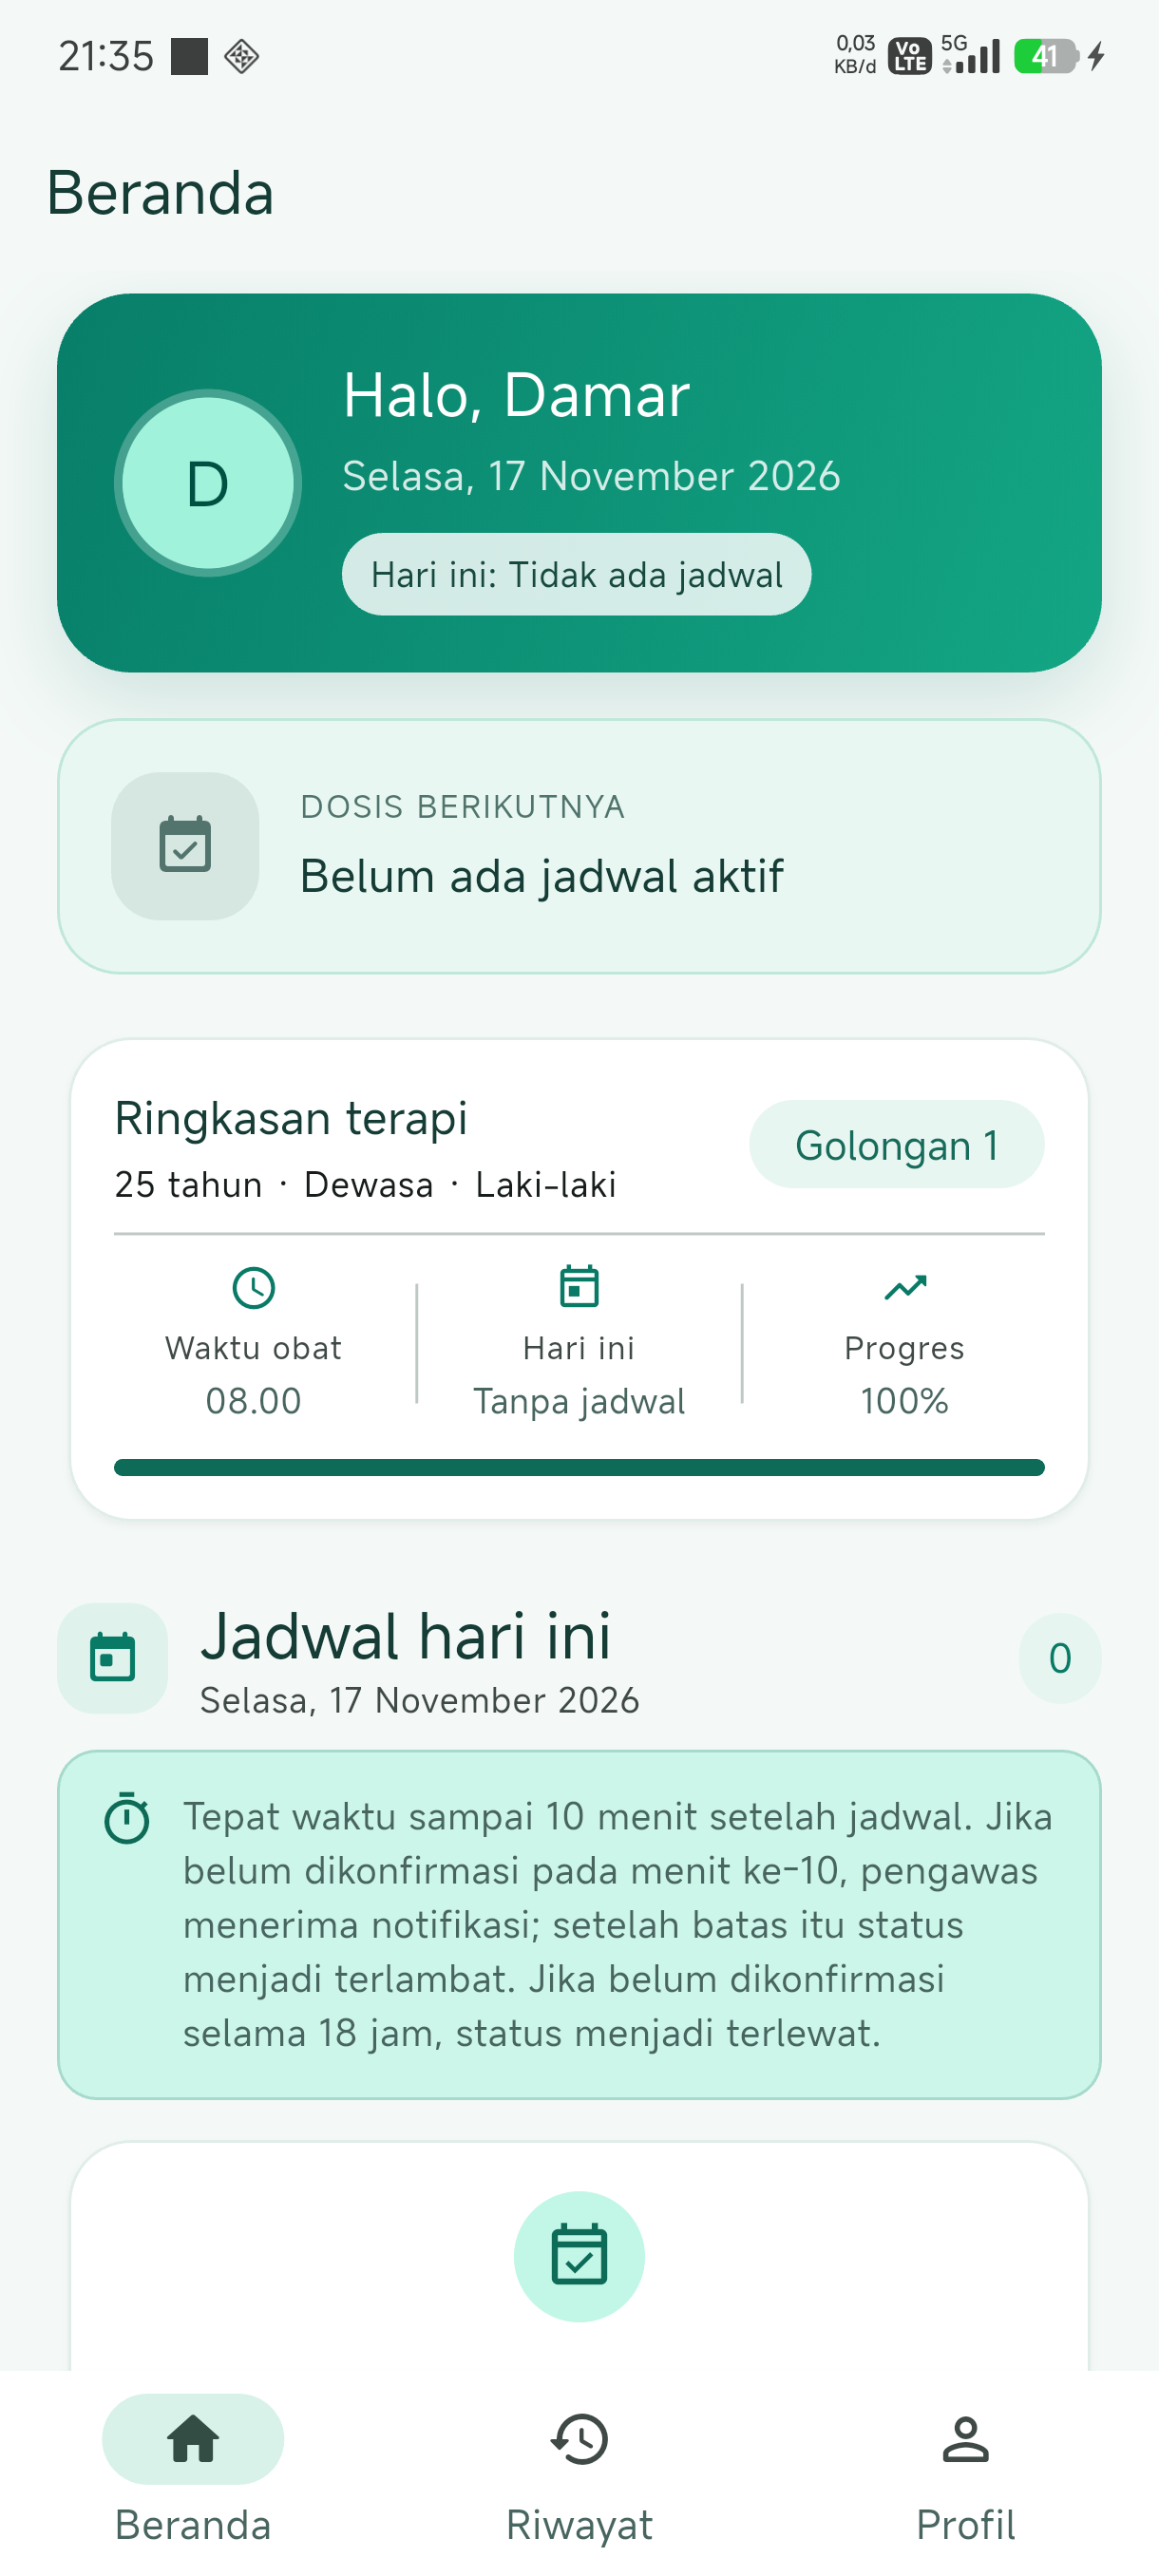 21:35
0,03
KB/d
Vo
LTE
5G
41
Beranda
D
Halo, Damar
Selasa, 17 November 2026
Hari ini: Tidak ada jadwal
DOSIS BERIKUTNYA
Belum ada jadwal aktif
Ringkasan terapi
25 tahun · Dewasa · Laki-laki
Golongan 1
Waktu obat
08.00
Hari ini
Tanpa jadwal
Progres
100%
Jadwal hari ini
Selasa, 17 November 2026
0
Tepat waktu sampai 10 menit setelah jadwal. Jika
belum dikonfirmasi pada menit ke-10, pengawas
menerima notifikasi; setelah batas itu status
menjadi terlambat. Jika belum dikonfirmasi
selama 18 jam, status menjadi terlewat.
Beranda
Riwayat
Profil